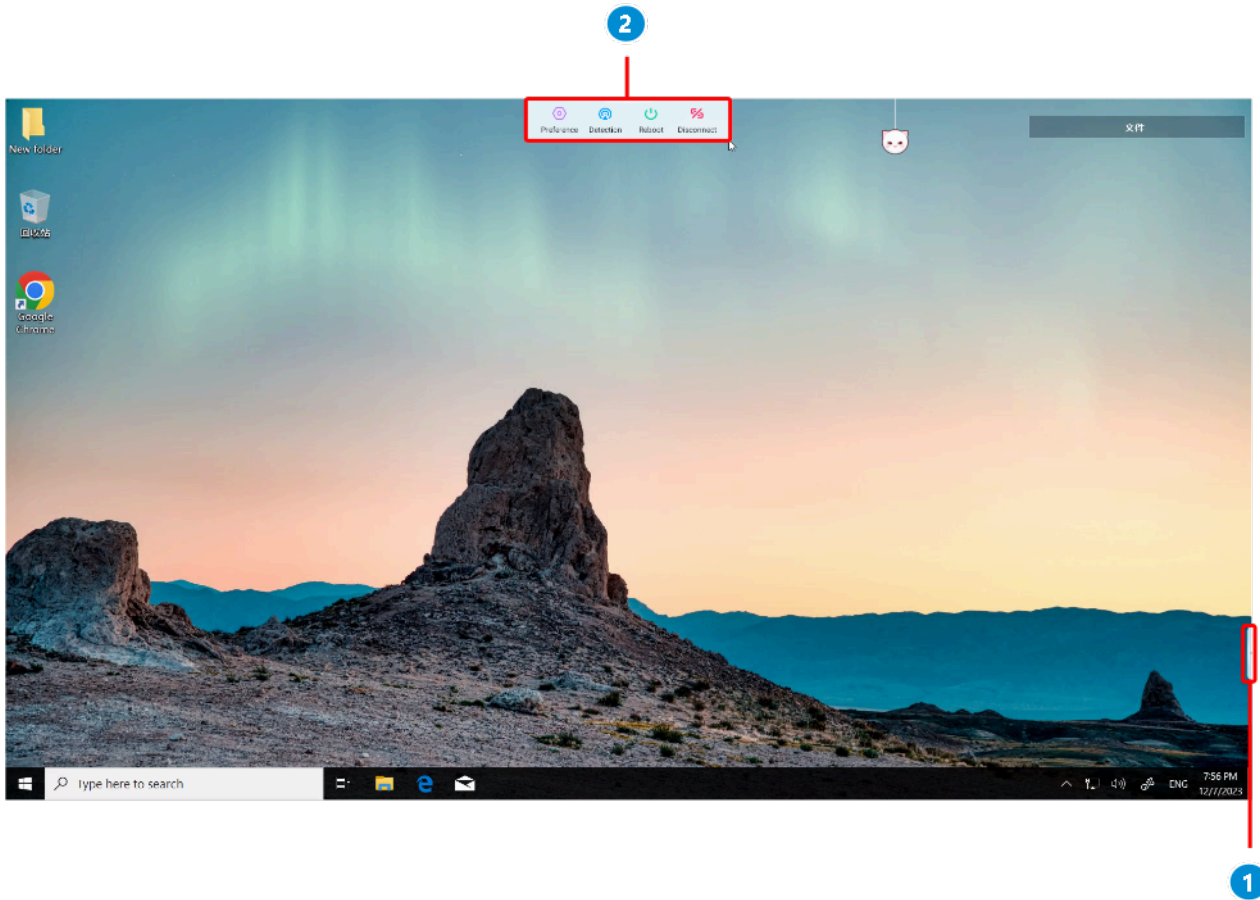 2
Preference Detection Reboot Disconnect
文件
New folder
回收站
Google
Chrome
Type here to search
ENG
7:56 PM
12/7/2023
1